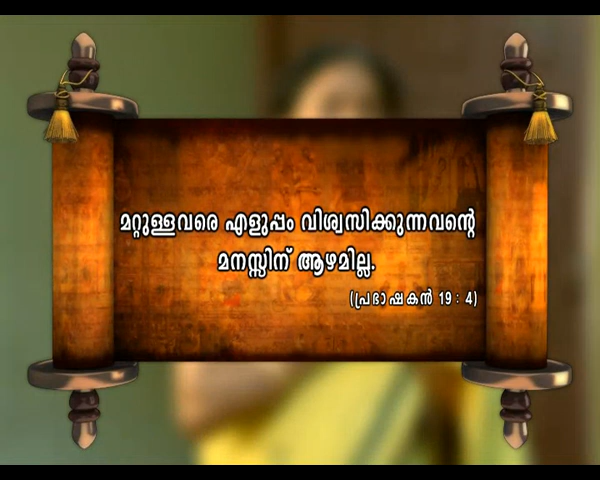 മറ്റുള്ളവരെ എളുപ്പം വിശ്വസിക്കുന്നവന്റെ
മനസ്സിന് ആഴമില്ല.
(പ്രഭാഷകൻ 19 : 4)